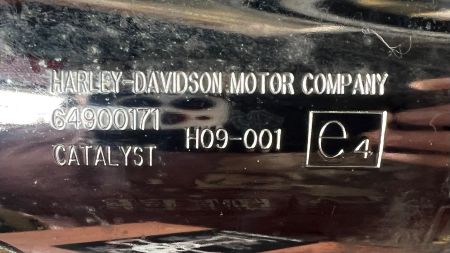 HARLEY-DAVIDSON MOTOR COMPANY
64900171 H09-001 e4
CATALYST